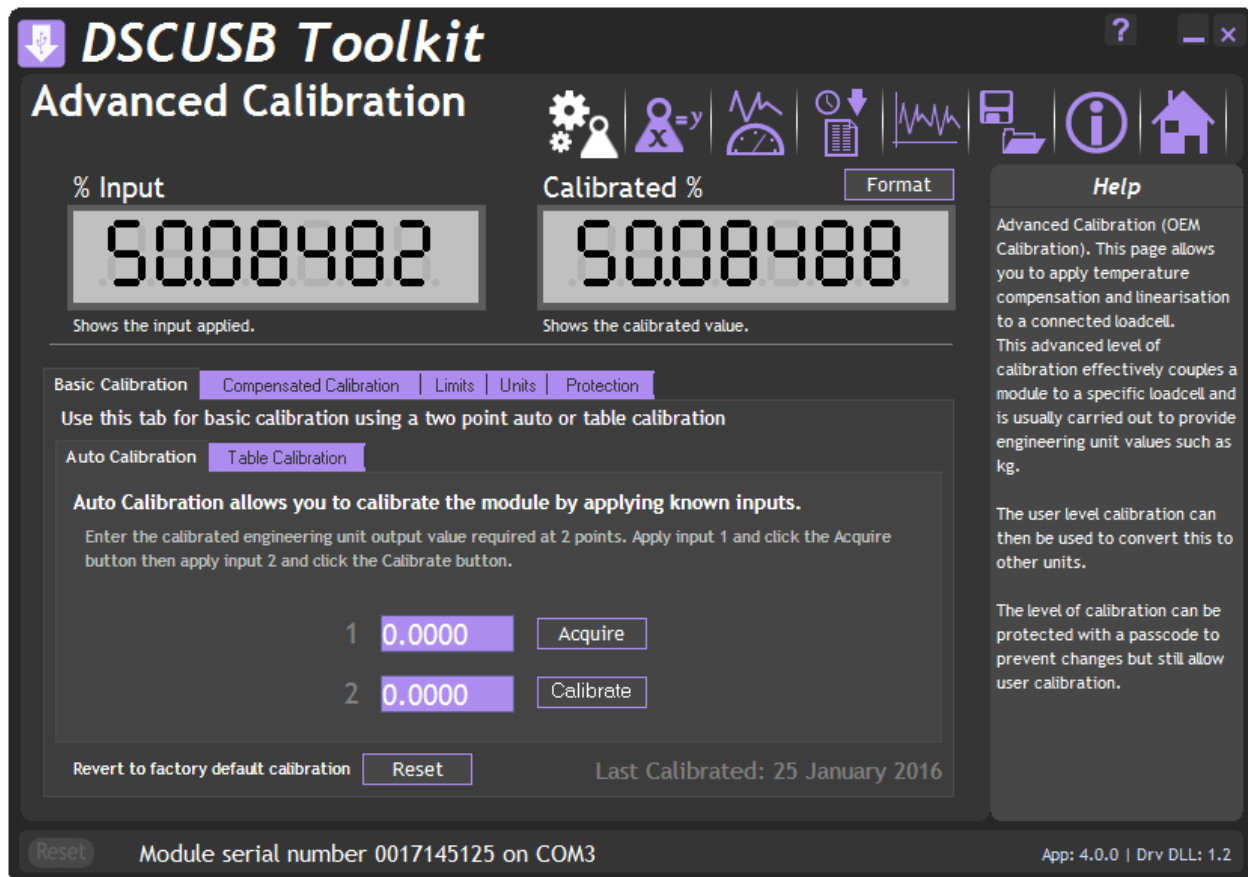 DSCUSB Toolkit
?
Advanced Calibration
x =y
% Input
50.08482
Shows the input applied.
Calibrated %
Format
50.08488
Shows the calibrated value.
Basic Calibration Compensated Calibration Limits Units Protection
Use this tab for basic calibration using a two point auto or table calibration
Auto Calibration Table Calibration
Auto Calibration allows you to calibrate the module by applying known inputs.
Enter the calibrated engineering unit output value required at 2 points. Apply input 1 and click the Acquire
button then apply input 2 and click the Calibrate button.
1 0.0000 Acquire
2 0.0000 Calibrate
Revert to factory default calibration Reset Last Calibrated: 25 January 2016
Help
Advanced Calibration (OEM
Calibration). This page allows
you to apply temperature
compensation and linearisation
to a connected loadcell.
This advanced level of
calibration effectively couples a
module to a specific loadcell and
is usually carried out to provide
engineering unit values such as
kg.
The user level calibration can
then be used to convert this to
other units.
The level of calibration can be
protected with a passcode to
prevent changes but still allow
user calibration.
Reset Module serial number 0017145125 on COM3 App: 4.0.0 | Drv DLL: 1.2